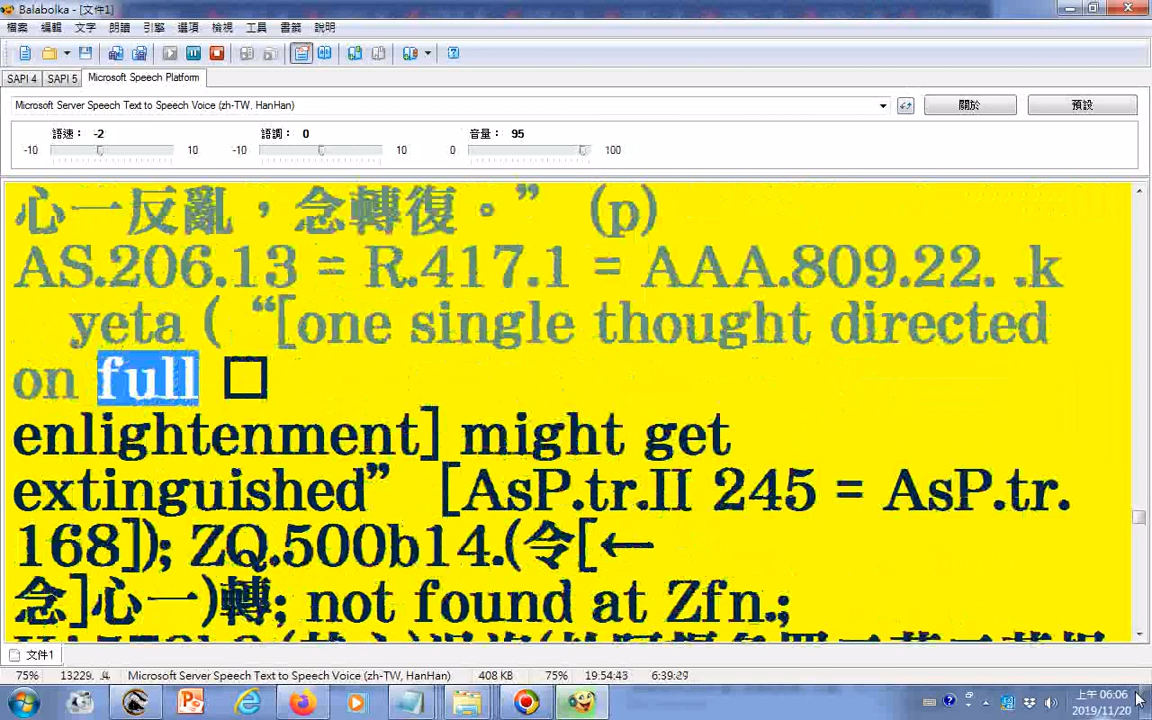 Balabolka - [文件1]
檔案 編輯 文字 朗讀 引擎 選項 檢視 工具 書籤 說明
SAPI 4 SAPI 5 Microsoft Speech Platform
Microsoft Server Speech Text to Speech Voice (zh-TW, HanHan) 關於 預設
語速： -2 語調： 0 音量： 95
-10 10 -10 10 0 100
心一反亂，念轉復。” (p)
AS.206.13 = R.417.1 = AAA.809.22. .k
yeta ( “[one single thought directed
on full □
enlightenment] might get
extinguished” [AsP.tr.II 245 = AsP.tr.
168]); ZQ.500b14.(令[←
念]心一)轉; not found at Zfn.;
文件1
75% Microsoft Server Speech Text to Speech Voice (zh-TW, HanHan) 408 KB 75% 19:54:43 6:39:29
上午 06:06
2019/11/20